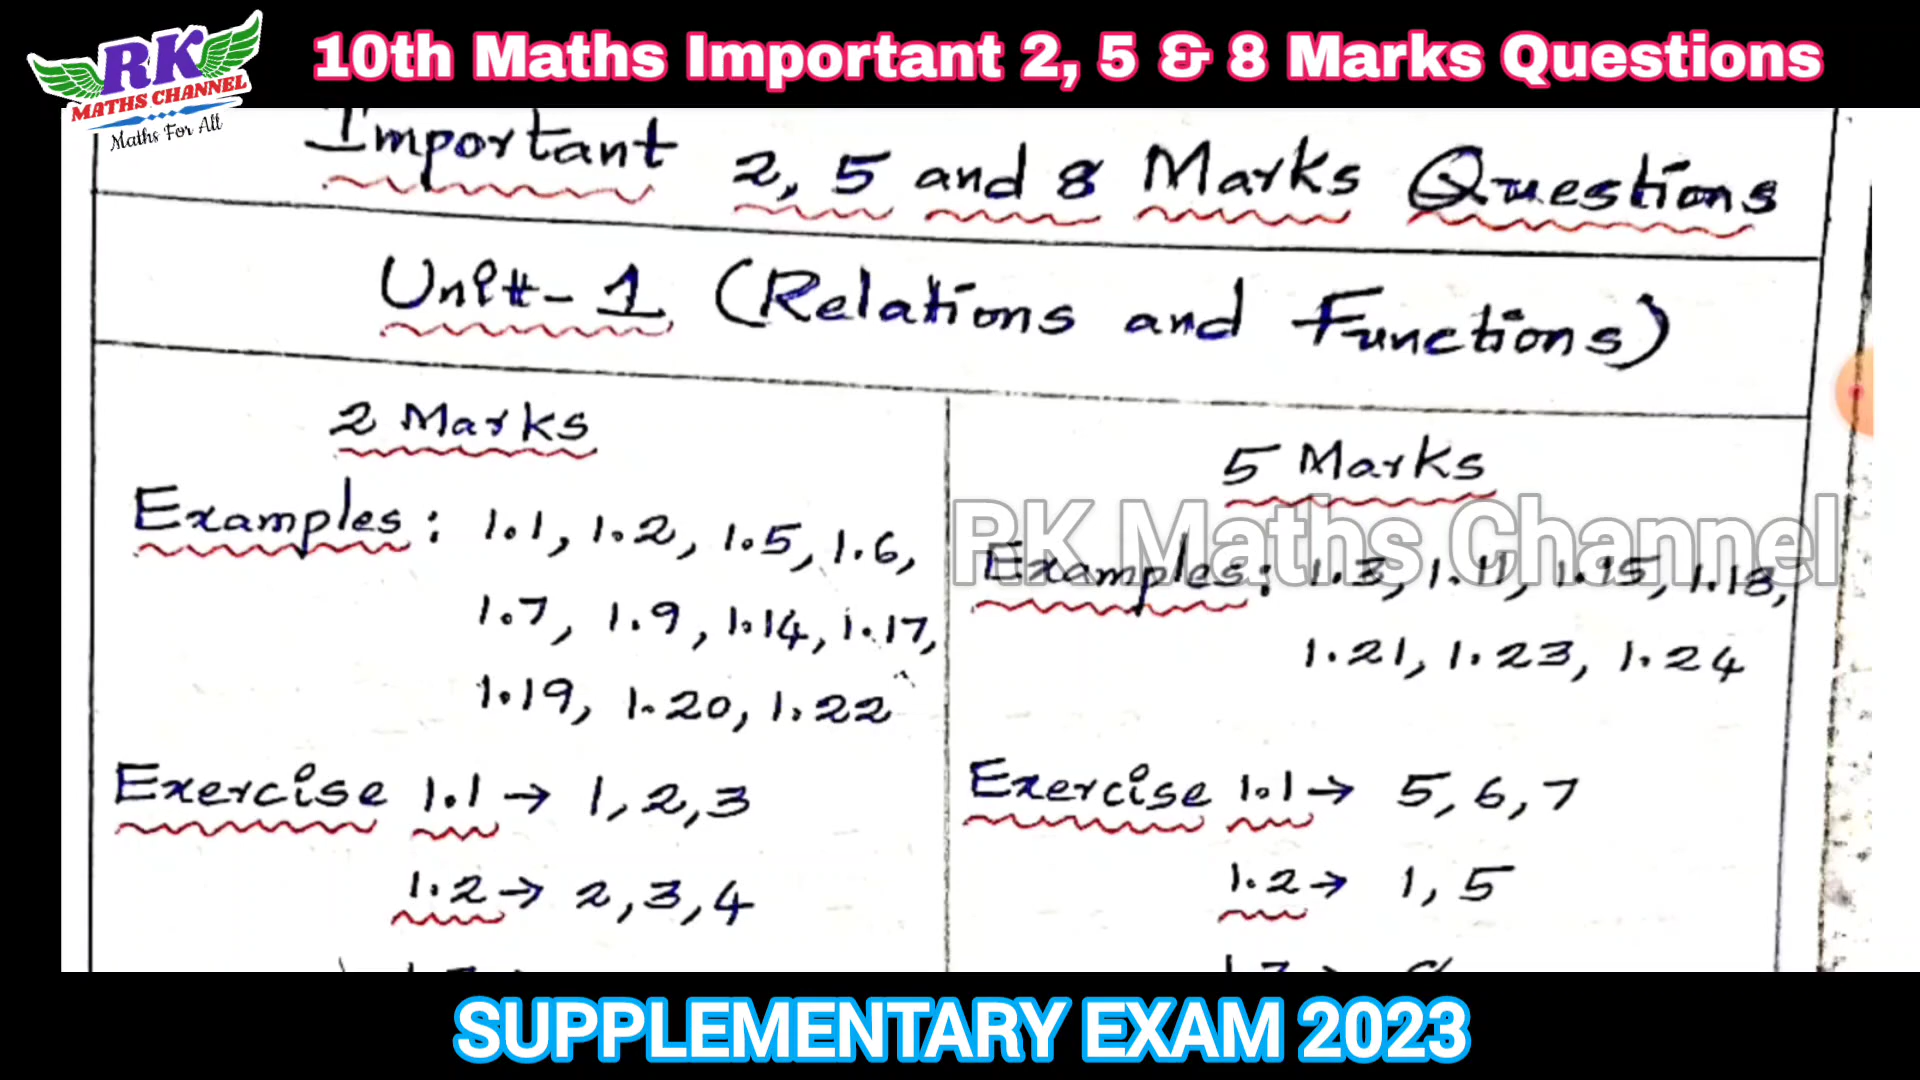 RK
MATHS CHANNEL
Maths For All
10th Maths Important 2, 5 & 8 Marks Questions
Important 2, 5 and 8 Marks Questions
Unit-1 (Relations and Functions)
2 Marks
Examples: 1.1, 1.2, 1.5, 1.6,
1.7, 1.9, 1.14, 1.17,
1.19, 1.20, 1.22
Exercise 1.1 → 1, 2, 3
1.2 → 2, 3, 4
5 Marks
RK Maths Channel
Examples: 1.3, 1.11, 1.15, 1.18,
1.21, 1.23, 1.24
Exercise 1.1 → 5, 6, 7
1.2 → 1, 5
SUPPLEMENTARY EXAM 2023